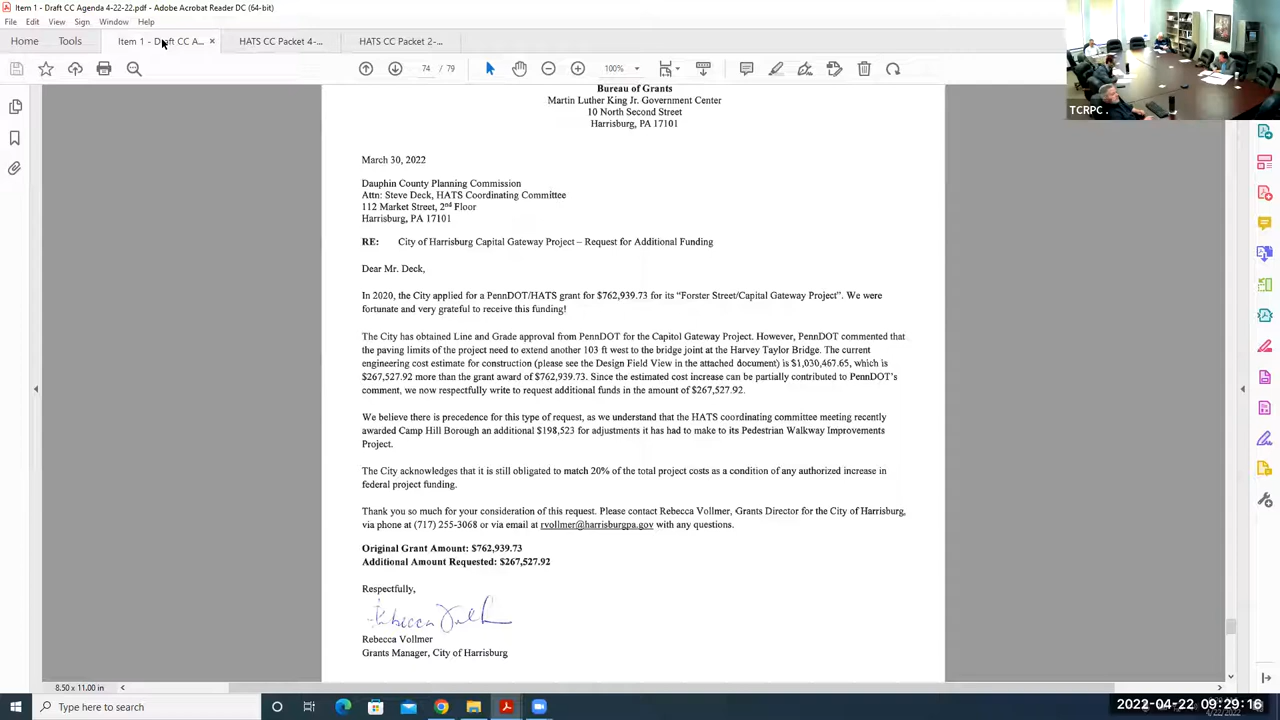 Item 1 - Draft CC Agenda 4-22-22.pdf - Adobe Acrobat Reader DC (64-bit)
File Edit View Sign Window Help
Home Tools Item 1 - Draft CC A... × HATS CC Packet 4-... HATS CC Packet 2-...
74 / 79 100%
TCRPC .
Bureau of Grants
Martin Luther King Jr. Government Center
10 North Second Street
Harrisburg, PA 17101
March 30, 2022
Dauphin County Planning Commission
Attn: Steve Deck, HATS Coordinating Committee
112 Market Street, 2nd Floor
Harrisburg, PA 17101
RE: City of Harrisburg Capital Gateway Project – Request for Additional Funding
Dear Mr. Deck,
In 2020, the City applied for a PennDOT/HATS grant for $762,939.73 for its “Forster Street/Capital Gateway Project”. We were
fortunate and very grateful to receive this funding!
The City has obtained Line and Grade approval from PennDOT for the Capitol Gateway Project. However, PennDOT commented that
the paving limits of the project need to extend another 103 ft west to the bridge joint at the Harvey Taylor Bridge. The current
engineering cost estimate for construction (please see the Design Field View in the attached document) is $1,030,467.65, which is
$267,527.92 more than the grant award of $762,939.73. Since the estimated cost increase can be partially contributed to PennDOT’s
comment, we now respectfully write to request additional funds in the amount of $267,527.92.
We believe there is precedence for this type of request, as we understand that the HATS coordinating committee meeting recently
awarded Camp Hill Borough an additional $198,523 for adjustments it has had to make to its Pedestrian Walkway Improvements
Project.
The City acknowledges that it is still obligated to match 20% of the total project costs as a condition of any authorized increase in
federal project funding.
Thank you so much for your consideration of this request. Please contact Rebecca Vollmer, Grants Director for the City of Harrisburg,
via phone at (717) 255-3068 or via email at rvollmer@harrisburgpa.gov with any questions.
Original Grant Amount: $762,939.73
Additional Amount Requested: $267,527.92
Respectfully,
Rebecca Vollmer
Grants Manager, City of Harrisburg
8.50 x 11.00 in
Type here to search
2022-04-22 09:29:16